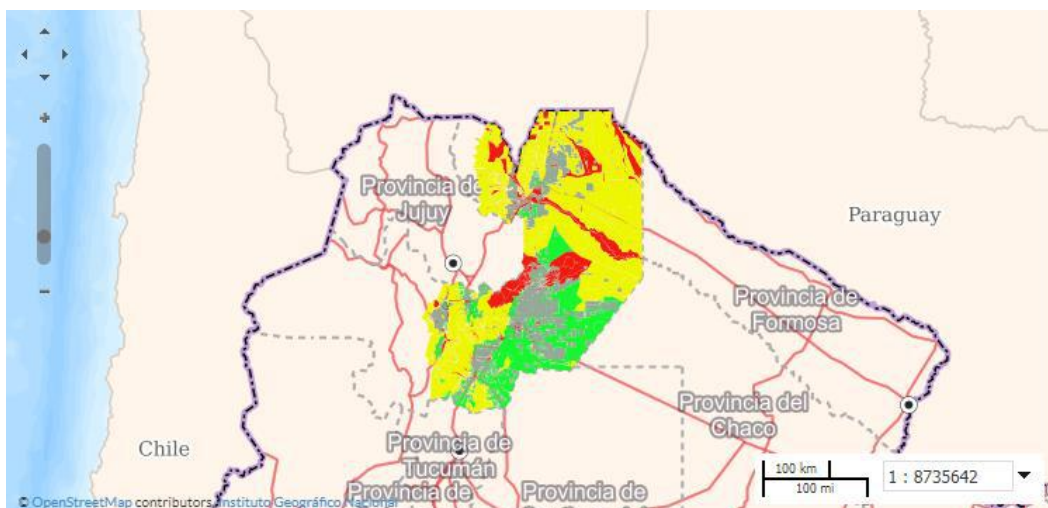 Provincia de
Jujuy
Paraguay
Provincia de
Formosa
Provincia del
Chaco
Chile
Provincia de
Tucumán
Provincia de
Provincia de
100 km
100 mi
1 : 8735642
© OpenStreetMap contributors Instituto Geográfico Nacional